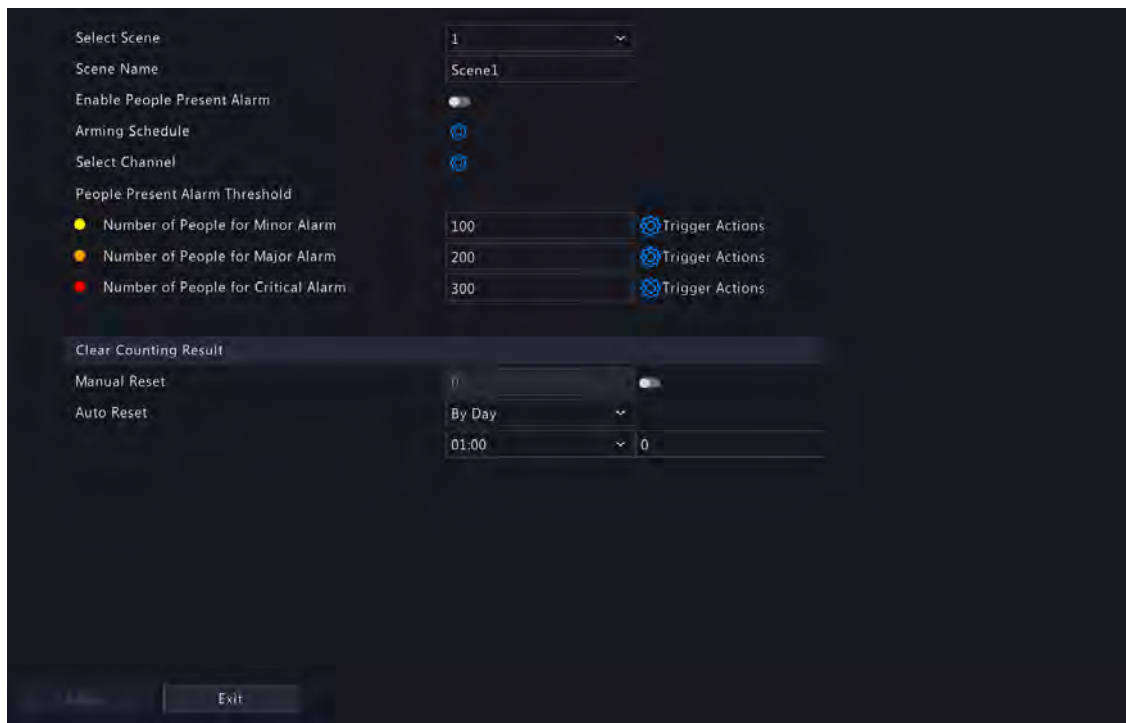 Select Scene 1
Scene Name Scene1
Enable People Present Alarm
Arming Schedule
Select Channel
People Present Alarm Threshold
Number of People for Minor Alarm 100 Trigger Actions
Number of People for Major Alarm 200 Trigger Actions
Number of People for Critical Alarm 300 Trigger Actions
Clear Counting Result
Manual Reset 0
Auto Reset By Day
01:00 0
Exit